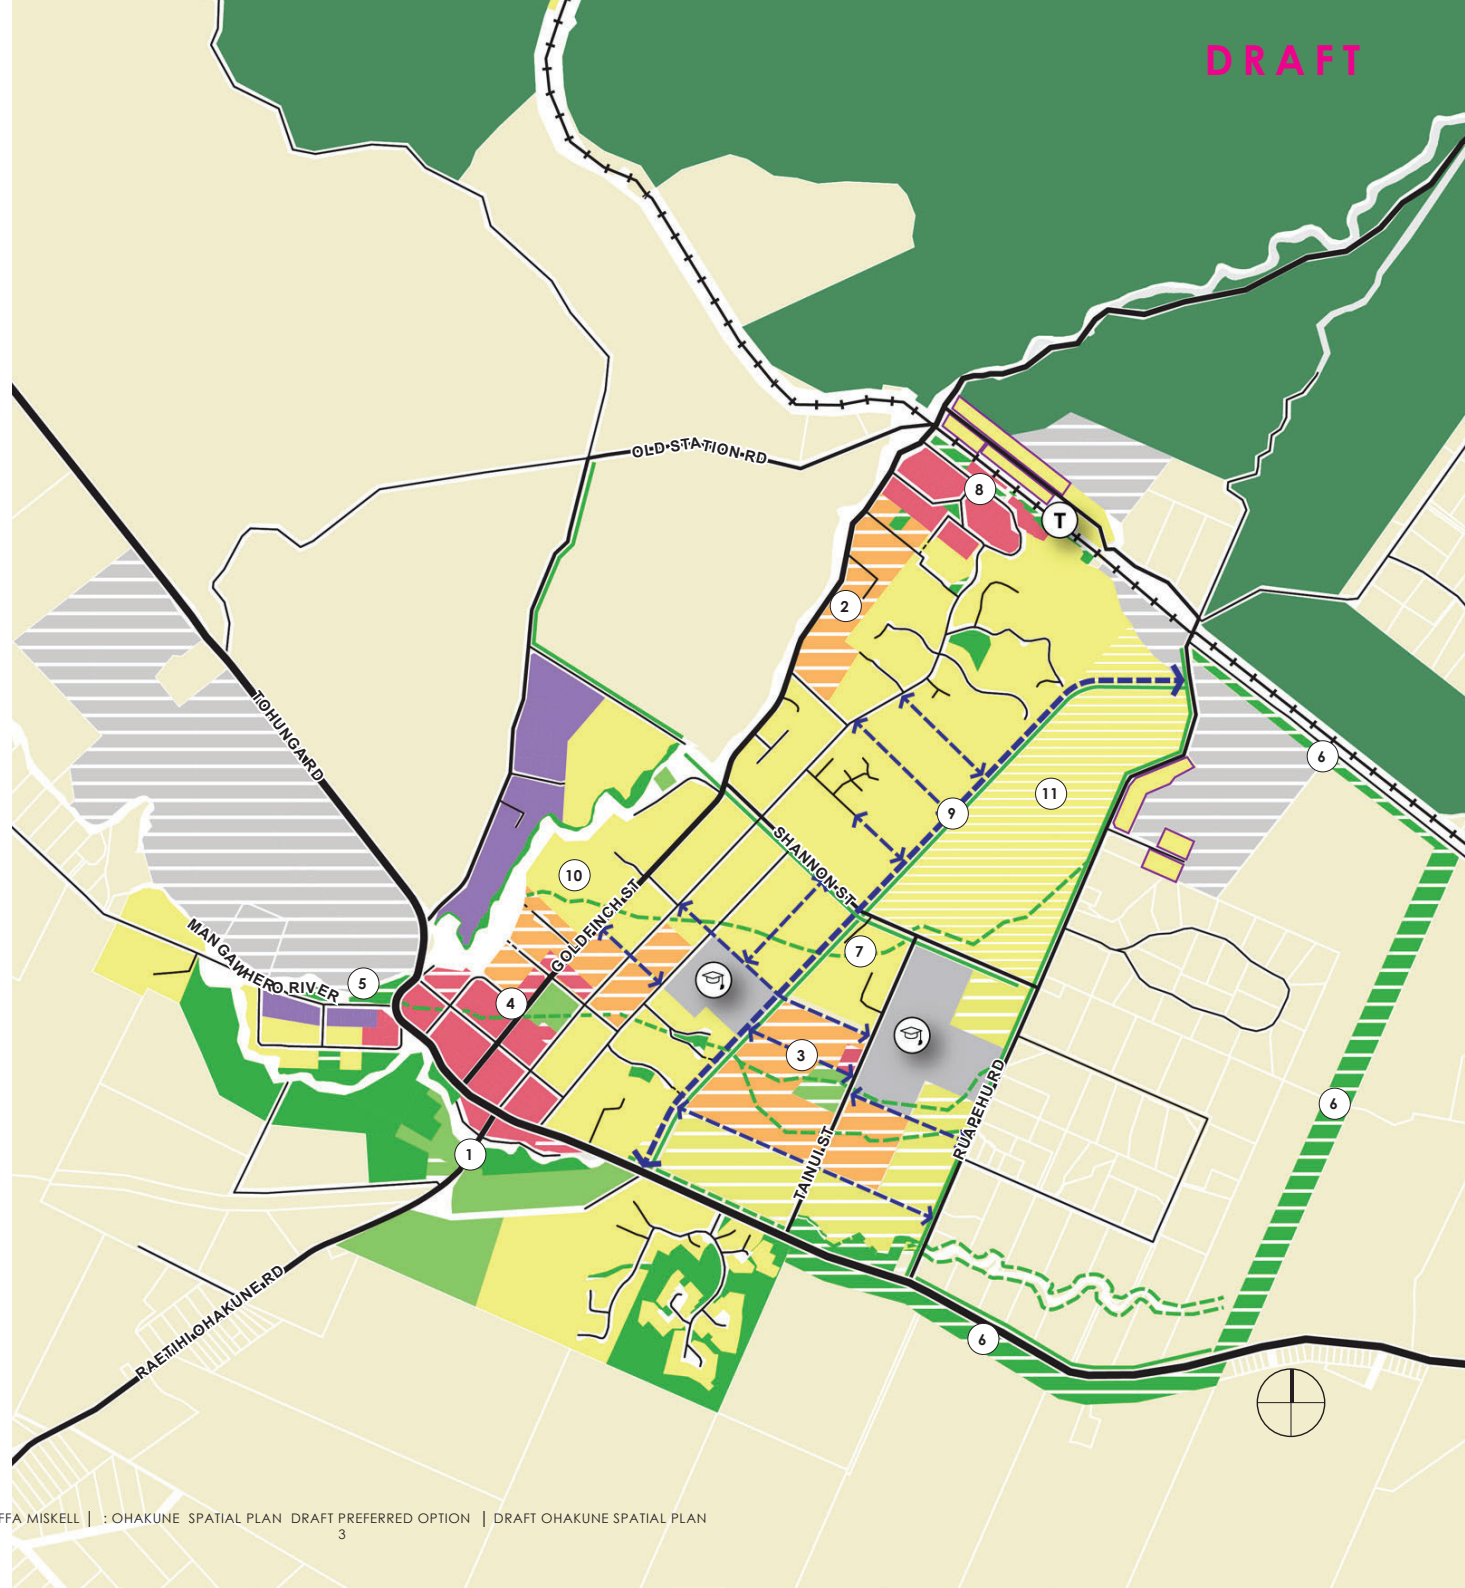 DRAFT
OLD STATION RD
8
T
2
TOHUNGA RD
6
11
9
SHANNON ST
10
GOLDFINCH ST
MANGAWHERO RIVER
7
5
4
3
RUAPEHU RD
6
TAINUI ST
1
RAETIHI OHAKUNE RD
6
FFA MISKELL | : OHAKUNE SPATIAL PLAN DRAFT PREFERRED OPTION | DRAFT OHAKUNE SPATIAL PLAN
3